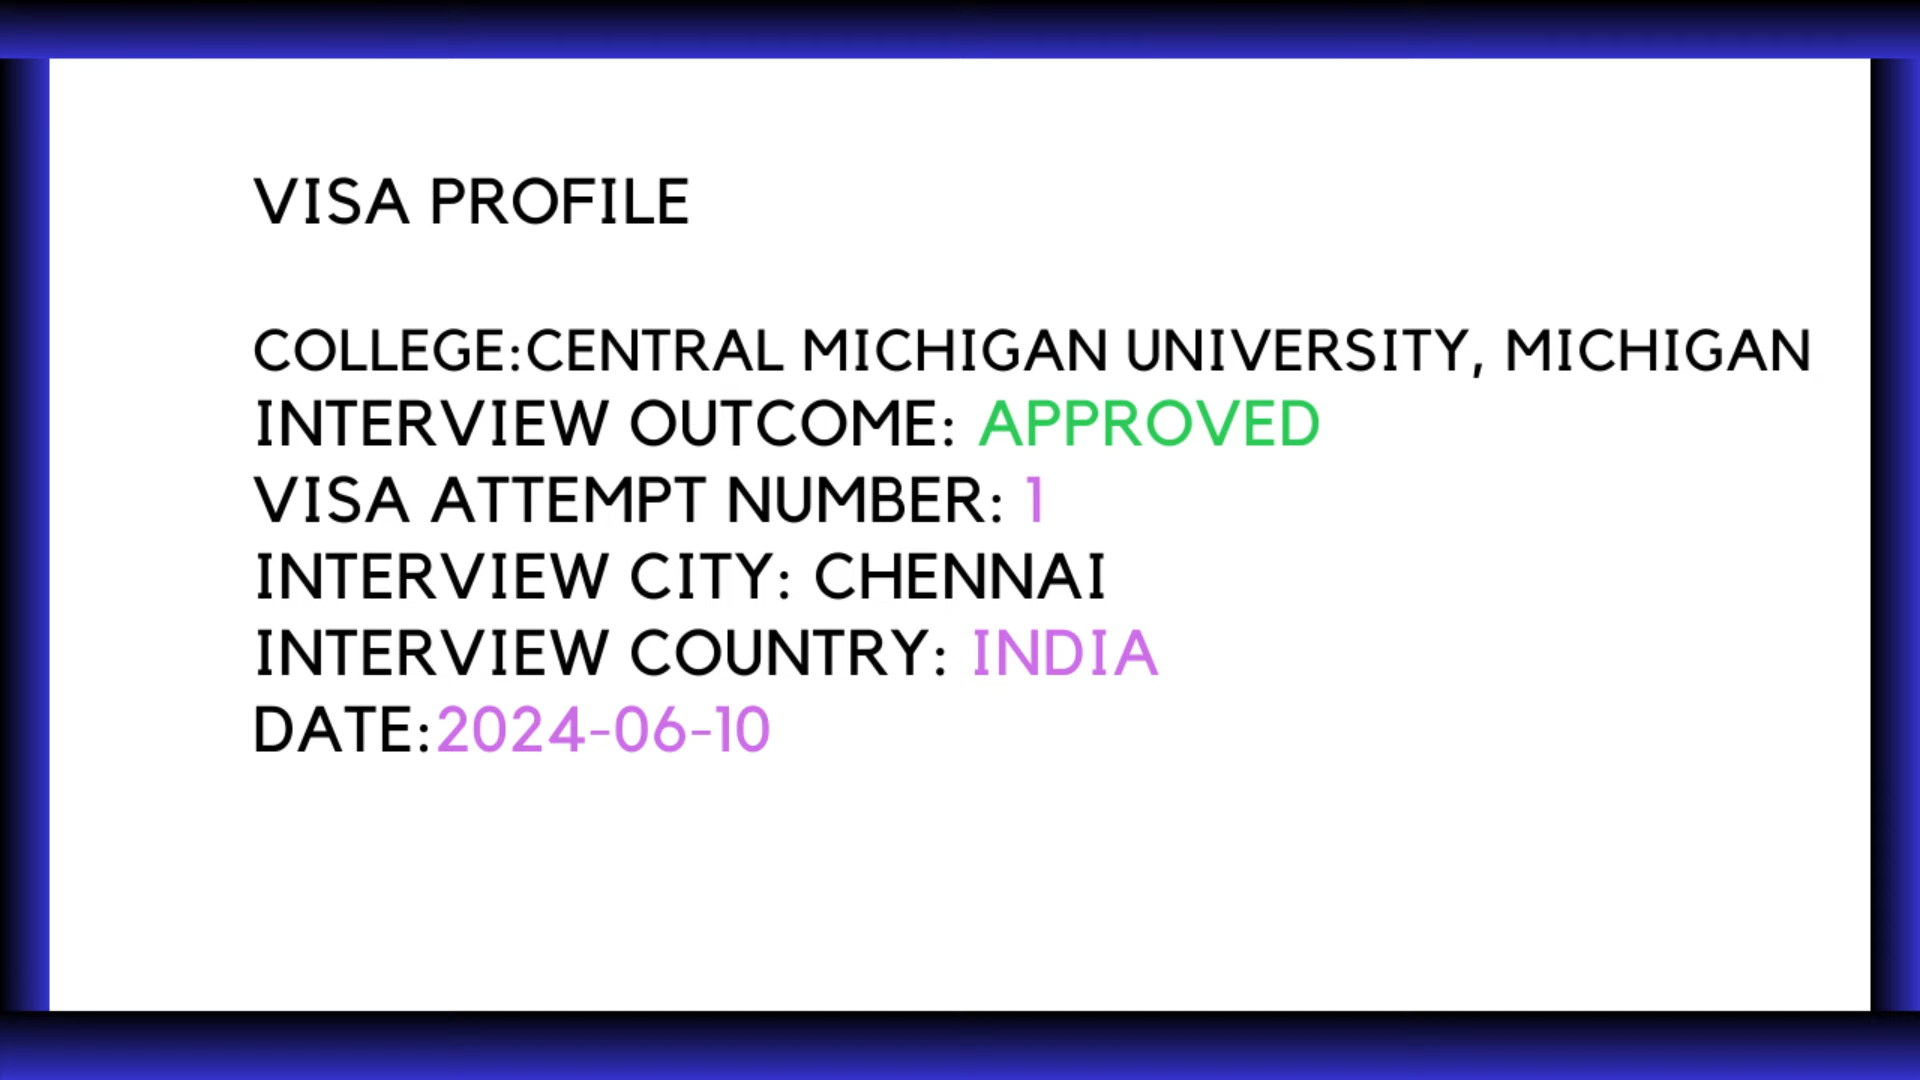 VISA PROFILE
COLLEGE:CENTRAL MICHIGAN UNIVERSITY, MICHIGAN
INTERVIEW OUTCOME: APPROVED
VISA ATTEMPT NUMBER: 1
INTERVIEW CITY: CHENNAI
INTERVIEW COUNTRY: INDIA
DATE:2024-06-10